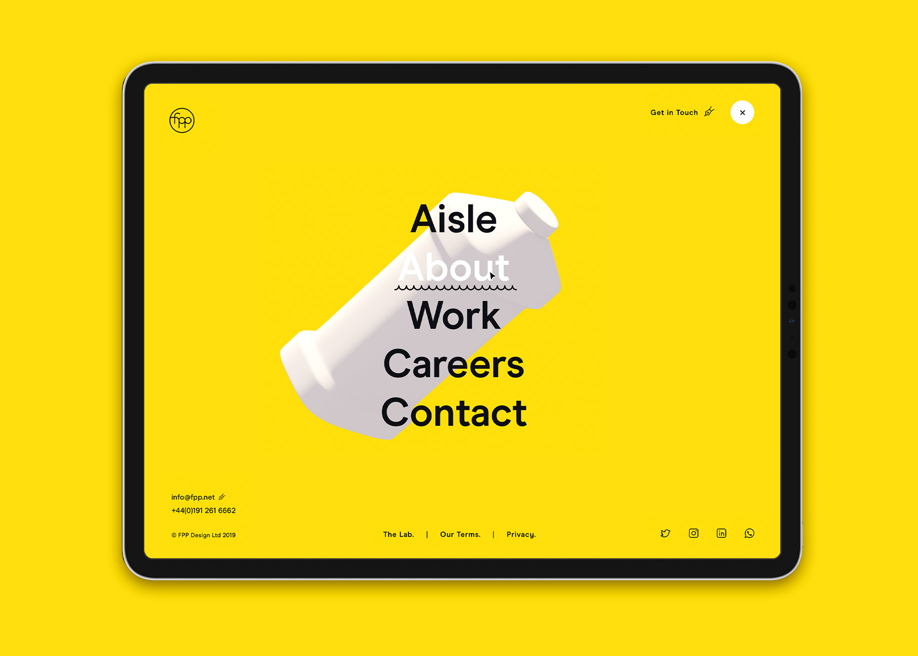 fpp
Get in Touch
Aisle
About
Work
Careers
Contact
info@fpp.net
+44(0)191 261 6662
© FPP Design Ltd 2019
The Lab. | Our Terms. | Privacy.